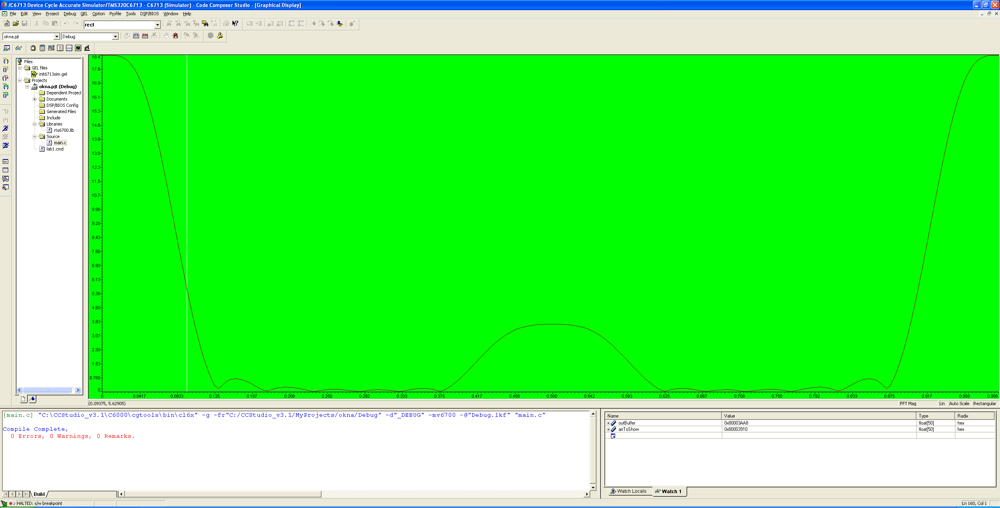 /C6713 Device Cycle Accurate Simulator/TMS320C6713 - C6713 (Simulator) - Code Composer Studio - [Graphical Display]
File Edit View Project Debug GEL Option Profile Tools DSP/BIOS Window Help
rect
okna.pjt Debug
Files
GEL files
init6713sim.gel
Projects
okna.pjt (Debug)
Dependent Project
Documents
DSP/BIOS Config
Generated Files
Include
Libraries
rts6700.lib
Source
main.c
lab1.cmd
18.4
17.6
16.9
16.1
15.3
14.6
13.8
13.0
12.3
11.5
10.7
9.96
9.20
8.43
7.66
6.90
6.13
5.36
4.60
3.83
3.07
2.30
1.53
0.766
0
0 0.0417 0.0833 0.125 0.167 0.208 0.250 0.292 0.333 0.375 0.417 0.458 0.500 0.542 0.583 0.625 0.667 0.708 0.750 0.792 0.833 0.875 0.917 0.958 0.996
(0.09375, 5.62905) FFT Mag Lin Auto Scale Rectangular
[main.c] "C:\CCStudio_v3.1\C6000\cgtools\bin\cl6x" -g -fr"C:/CCStudio_v3.1/MyProjects/okna/Debug" -d"_DEBUG" -mv6700 -@"Debug.lkf" "main.c"
Compile Complete,
0 Errors, 0 Warnings, 0 Remarks.
Build
Name Value Type Radix
outBuffer 0x80003AA8 float[50] hex
arrToShow 0x80003910 float[50] hex
Watch Locals Watch 1
HALTED: s/w breakpoint Ln 160, Col 1